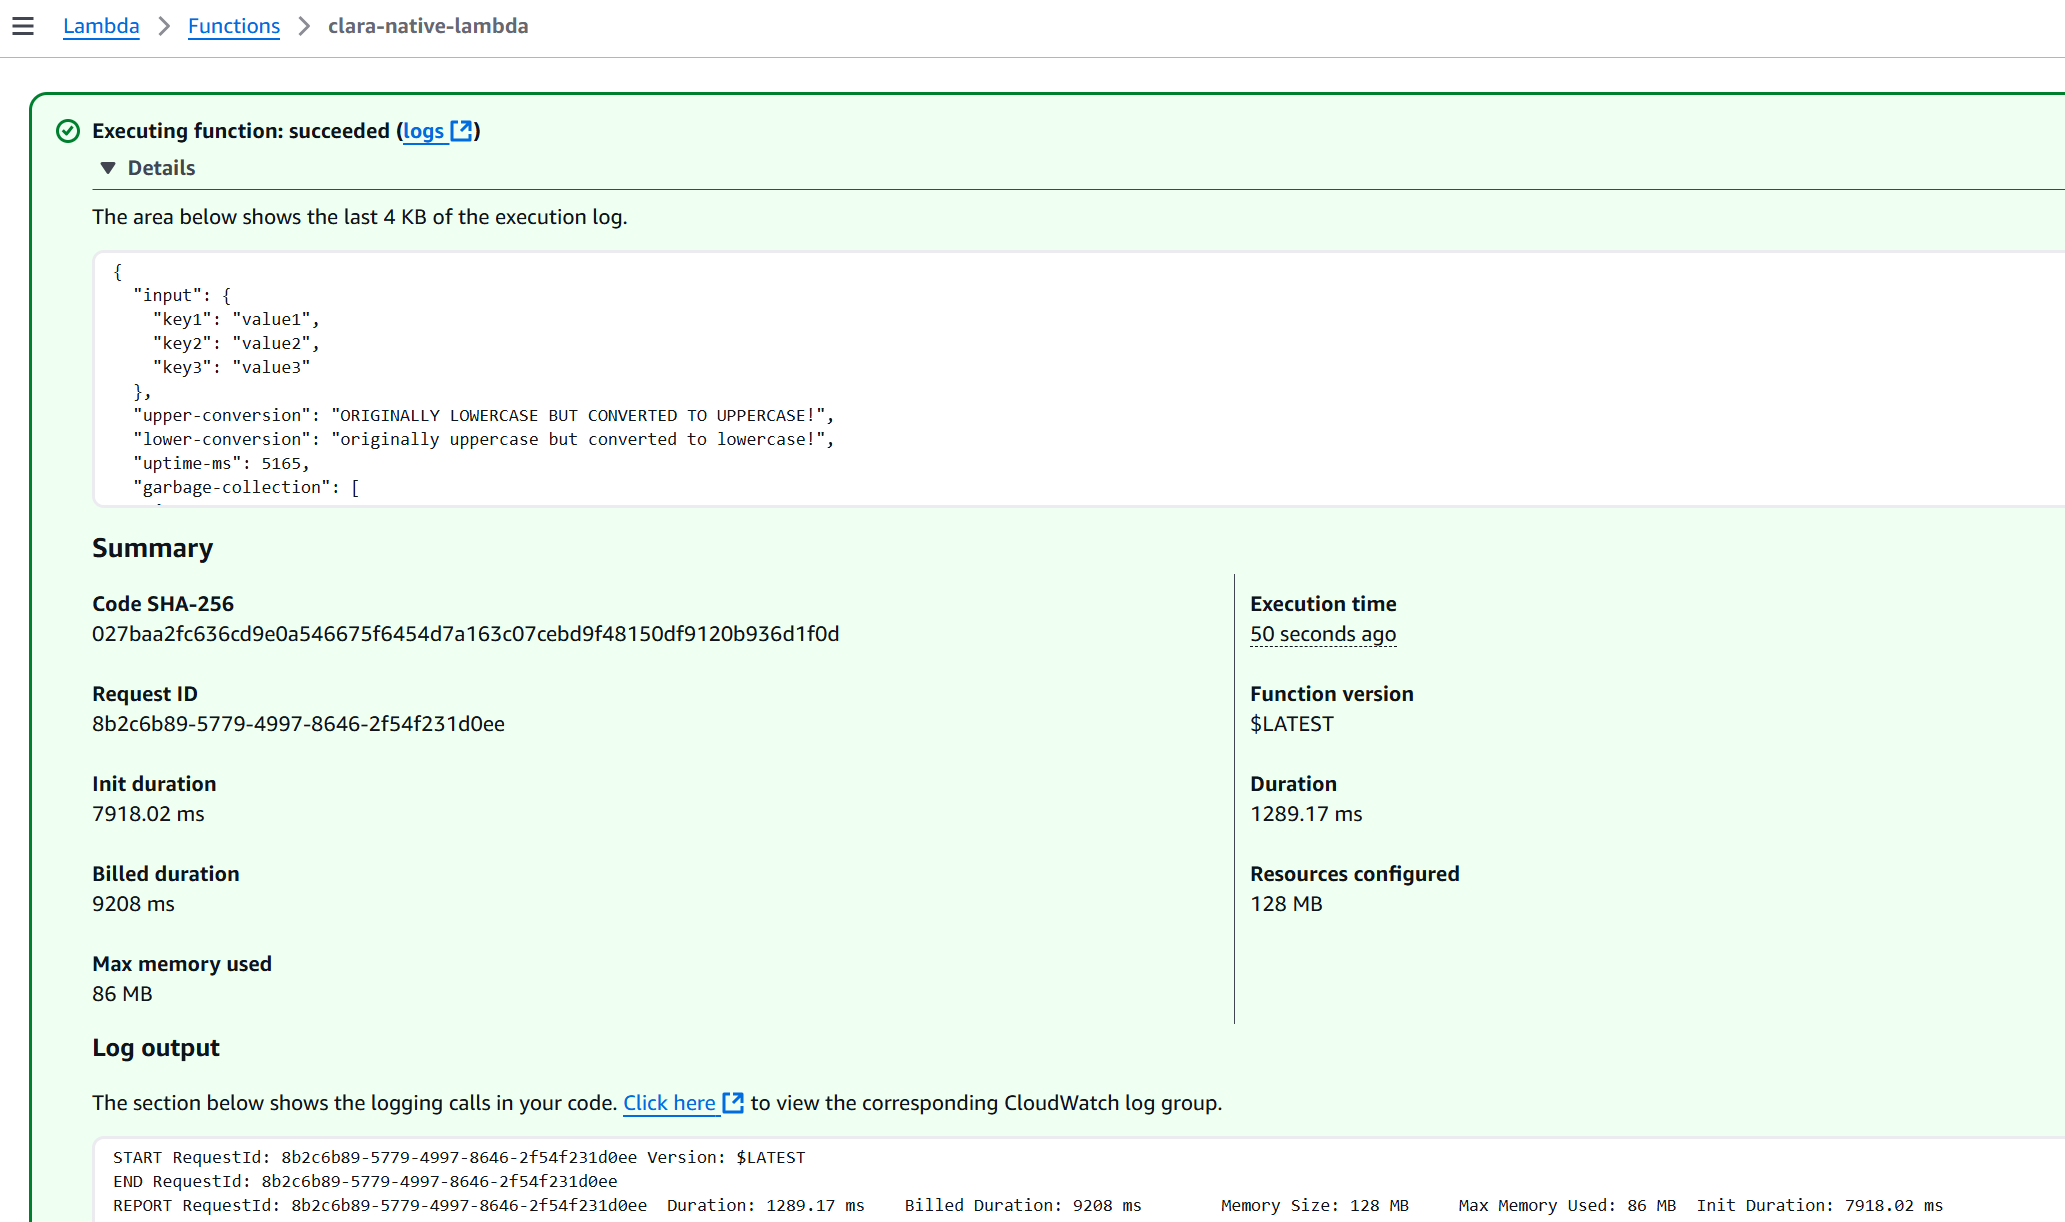 Lambda > Functions > clara-native-lambda
Executing function: succeeded (logs)
Details
The area below shows the last 4 KB of the execution log.
{
"input": {
"key1": "value1",
"key2": "value2",
"key3": "value3"
},
"upper-conversion": "ORIGINALLY LOWERCASE BUT CONVERTED TO UPPERCASE!",
"lower-conversion": "originally uppercase but converted to lowercase!",
"uptime-ms": 5165,
"garbage-collection": [
Summary
Code SHA-256
027baa2fc636cd9e0a546675f6454d7a163c07cebd9f48150df9120b936d1f0d
Execution time
50 seconds ago
Request ID
8b2c6b89-5779-4997-8646-2f54f231d0ee
Function version
$LATEST
Init duration
7918.02 ms
Duration
1289.17 ms
Billed duration
9208 ms
Resources configured
128 MB
Max memory used
86 MB
Log output
The section below shows the logging calls in your code. Click here to view the corresponding CloudWatch log group.
START RequestId: 8b2c6b89-5779-4997-8646-2f54f231d0ee Version: $LATEST
END RequestId: 8b2c6b89-5779-4997-8646-2f54f231d0ee
REPORT RequestId: 8b2c6b89-5779-4997-8646-2f54f231d0ee Duration: 1289.17 ms Billed Duration: 9208 ms Memory Size: 128 MB Max Memory Used: 86 MB Init Duration: 7918.02 ms